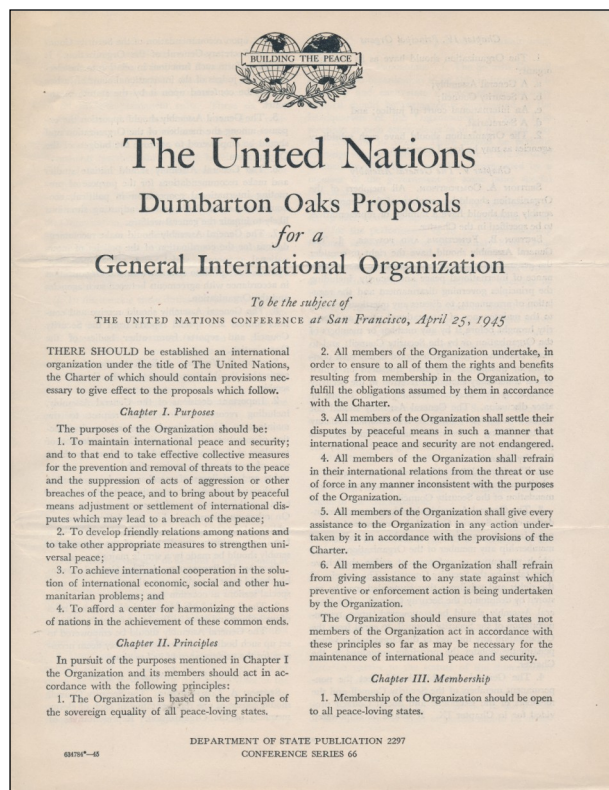 BUILDING THE PEACE
The United Nations
Dumbarton Oaks Proposals
for a
General International Organization
To be the subject of
THE UNITED NATIONS CONFERENCE at San Francisco, April 25, 1945
THERE SHOULD be established an international
organization under the title of The United Nations,
the Charter of which should contain provisions nec-
essary to give effect to the proposals which follow.
Chapter I. Purposes
The purposes of the Organization should be:
1. To maintain international peace and security;
and to that end to take effective collective measures
for the prevention and removal of threats to the peace
and the suppression of acts of aggression or other
breaches of the peace, and to bring about by peaceful
means adjustment or settlement of international dis-
putes which may lead to a breach of the peace;
2. To develop friendly relations among nations and
to take other appropriate measures to strengthen uni-
versal peace;
3. To achieve international cooperation in the solu-
tion of international economic, social and other hu-
manitarian problems; and
4. To afford a center for harmonizing the actions
of nations in the achievement of these common ends.
Chapter II. Principles
In pursuit of the purposes mentioned in Chapter I
the Organization and its members should act in ac-
cordance with the following principles:
1. The Organization is based on the principle of
the sovereign equality of all peace-loving states.
2. All members of the Organization undertake, in
order to ensure to all of them the rights and benefits
resulting from membership in the Organization, to
fulfill the obligations assumed by them in accordance
with the Charter.
3. All members of the Organization shall settle their
disputes by peaceful means in such a manner that
international peace and security are not endangered.
4. All members of the Organization shall refrain
in their international relations from the threat or use
of force in any manner inconsistent with the purposes
of the Organization.
5. All members of the Organization shall give every
assistance to the Organization in any action under-
taken by it in accordance with the provisions of the
Charter.
6. All members of the Organization shall refrain
from giving assistance to any state against which
preventive or enforcement action is being undertaken
by the Organization.
The Organization should ensure that states not
members of the Organization act in accordance with
these principles so far as may be necessary for the
maintenance of international peace and security.
Chapter III. Membership
1. Membership of the Organization should be open
to all peace-loving states.
DEPARTMENT OF STATE PUBLICATION 2297
634784°—45
CONFERENCE SERIES 66